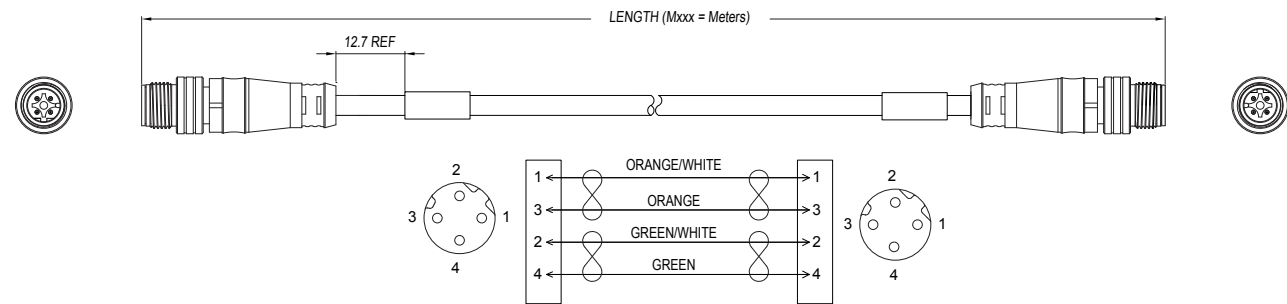 LENGTH (Mxxx = Meters)
12.7 REF
ORANGE/WHITE
1 1
ORANGE
3 3
GREEN/WHITE
2 2
GREEN
4 4
2
3 1
4
2
3 1
4